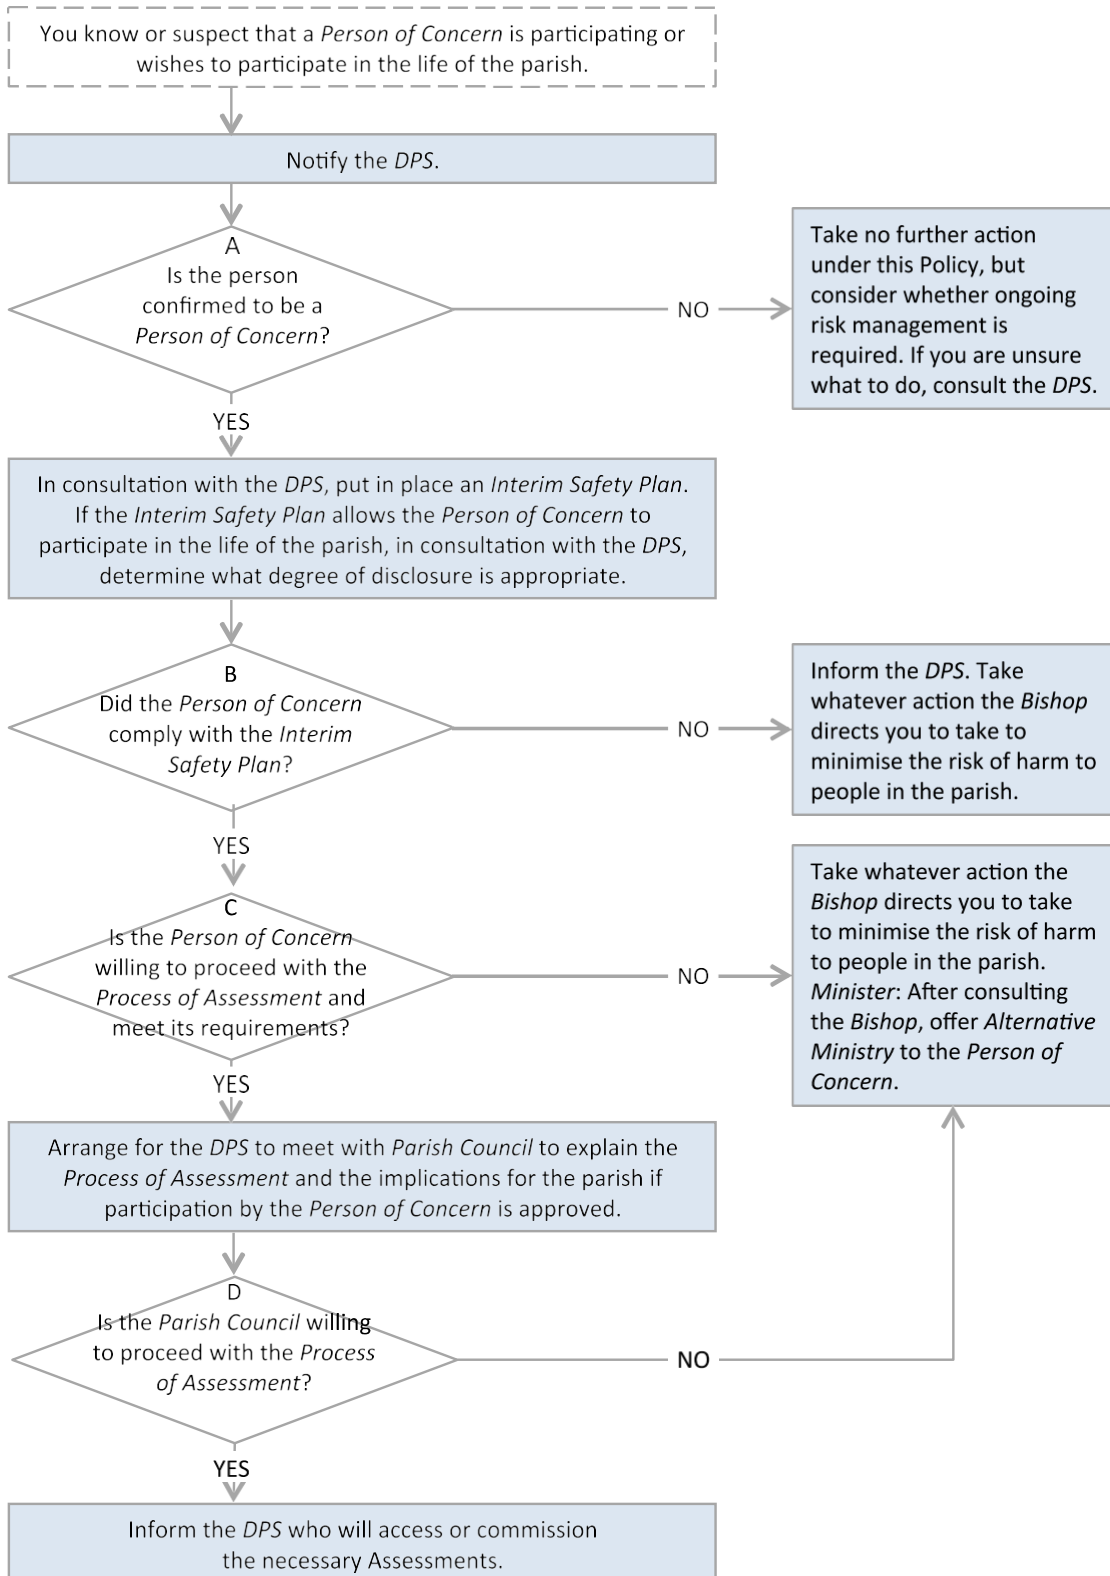 You know or suspect that a Person of Concern is participating or
wishes to participate in the life of the parish.
Notify the DPS.
A
Is the person
confirmed to be a
Person of Concern?
NO
Take no further action
under this Policy, but
consider whether ongoing
risk management is
required. If you are unsure
what to do, consult the DPS.
YES
In consultation with the DPS, put in place an Interim Safety Plan.
If the Interim Safety Plan allows the Person of Concern to
participate in the life of the parish, in consultation with the DPS,
determine what degree of disclosure is appropriate.
B
Did the Person of Concern
comply with the Interim
Safety Plan?
NO
Inform the DPS. Take
whatever action the Bishop
directs you to take to
minimise the risk of harm to
people in the parish.
YES
C
Is the Person of Concern
willing to proceed with the
Process of Assessment and
meet its requirements?
NO
Take whatever action the
Bishop directs you to take
to minimise the risk of harm
to people in the parish.
Minister: After consulting
the Bishop, offer Alternative
Ministry to the Person of
Concern.
YES
Arrange for the DPS to meet with Parish Council to explain the
Process of Assessment and the implications for the parish if
participation by the Person of Concern is approved.
D
Is the Parish Council willing
to proceed with the Process
of Assessment?
NO
YES
Inform the DPS who will access or commission
the necessary Assessments.